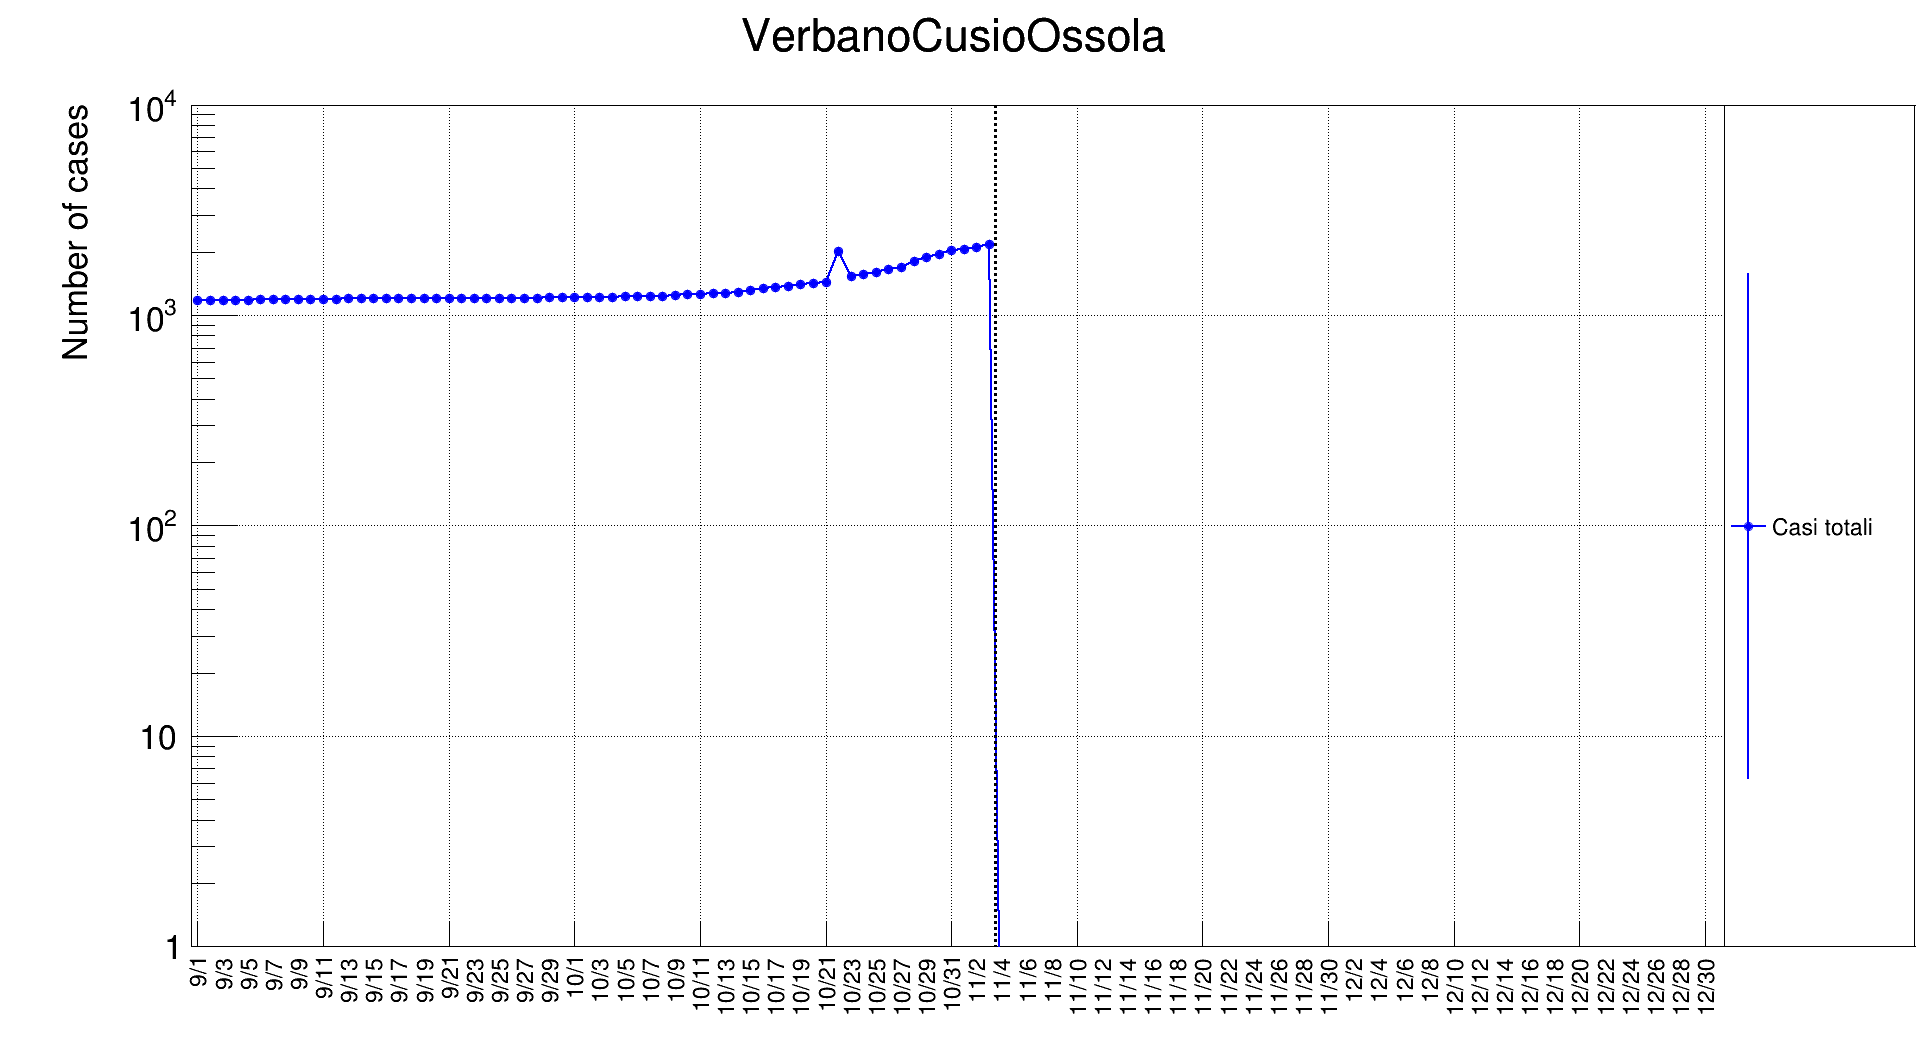 VerbanoCusioOssola
Number of cases
10^4
10^3
10^2
10
1
9/1 9/3 9/5 9/7 9/9 9/11 9/13 9/15 9/17 9/19 9/21 9/23 9/25 9/27 9/29 10/1 10/3 10/5 10/7 10/9 10/11 10/13 10/15 10/17 10/19 10/21 10/23 10/25 10/27 10/29 10/31 11/2 11/4 11/6 11/8 11/10 11/12 11/14 11/16 11/18 11/20 11/22 11/24 11/26 11/28 11/30 12/2 12/4 12/6 12/8 12/10 12/12 12/14 12/16 12/18 12/20 12/22 12/24 12/26 12/28 12/30
Casi totali